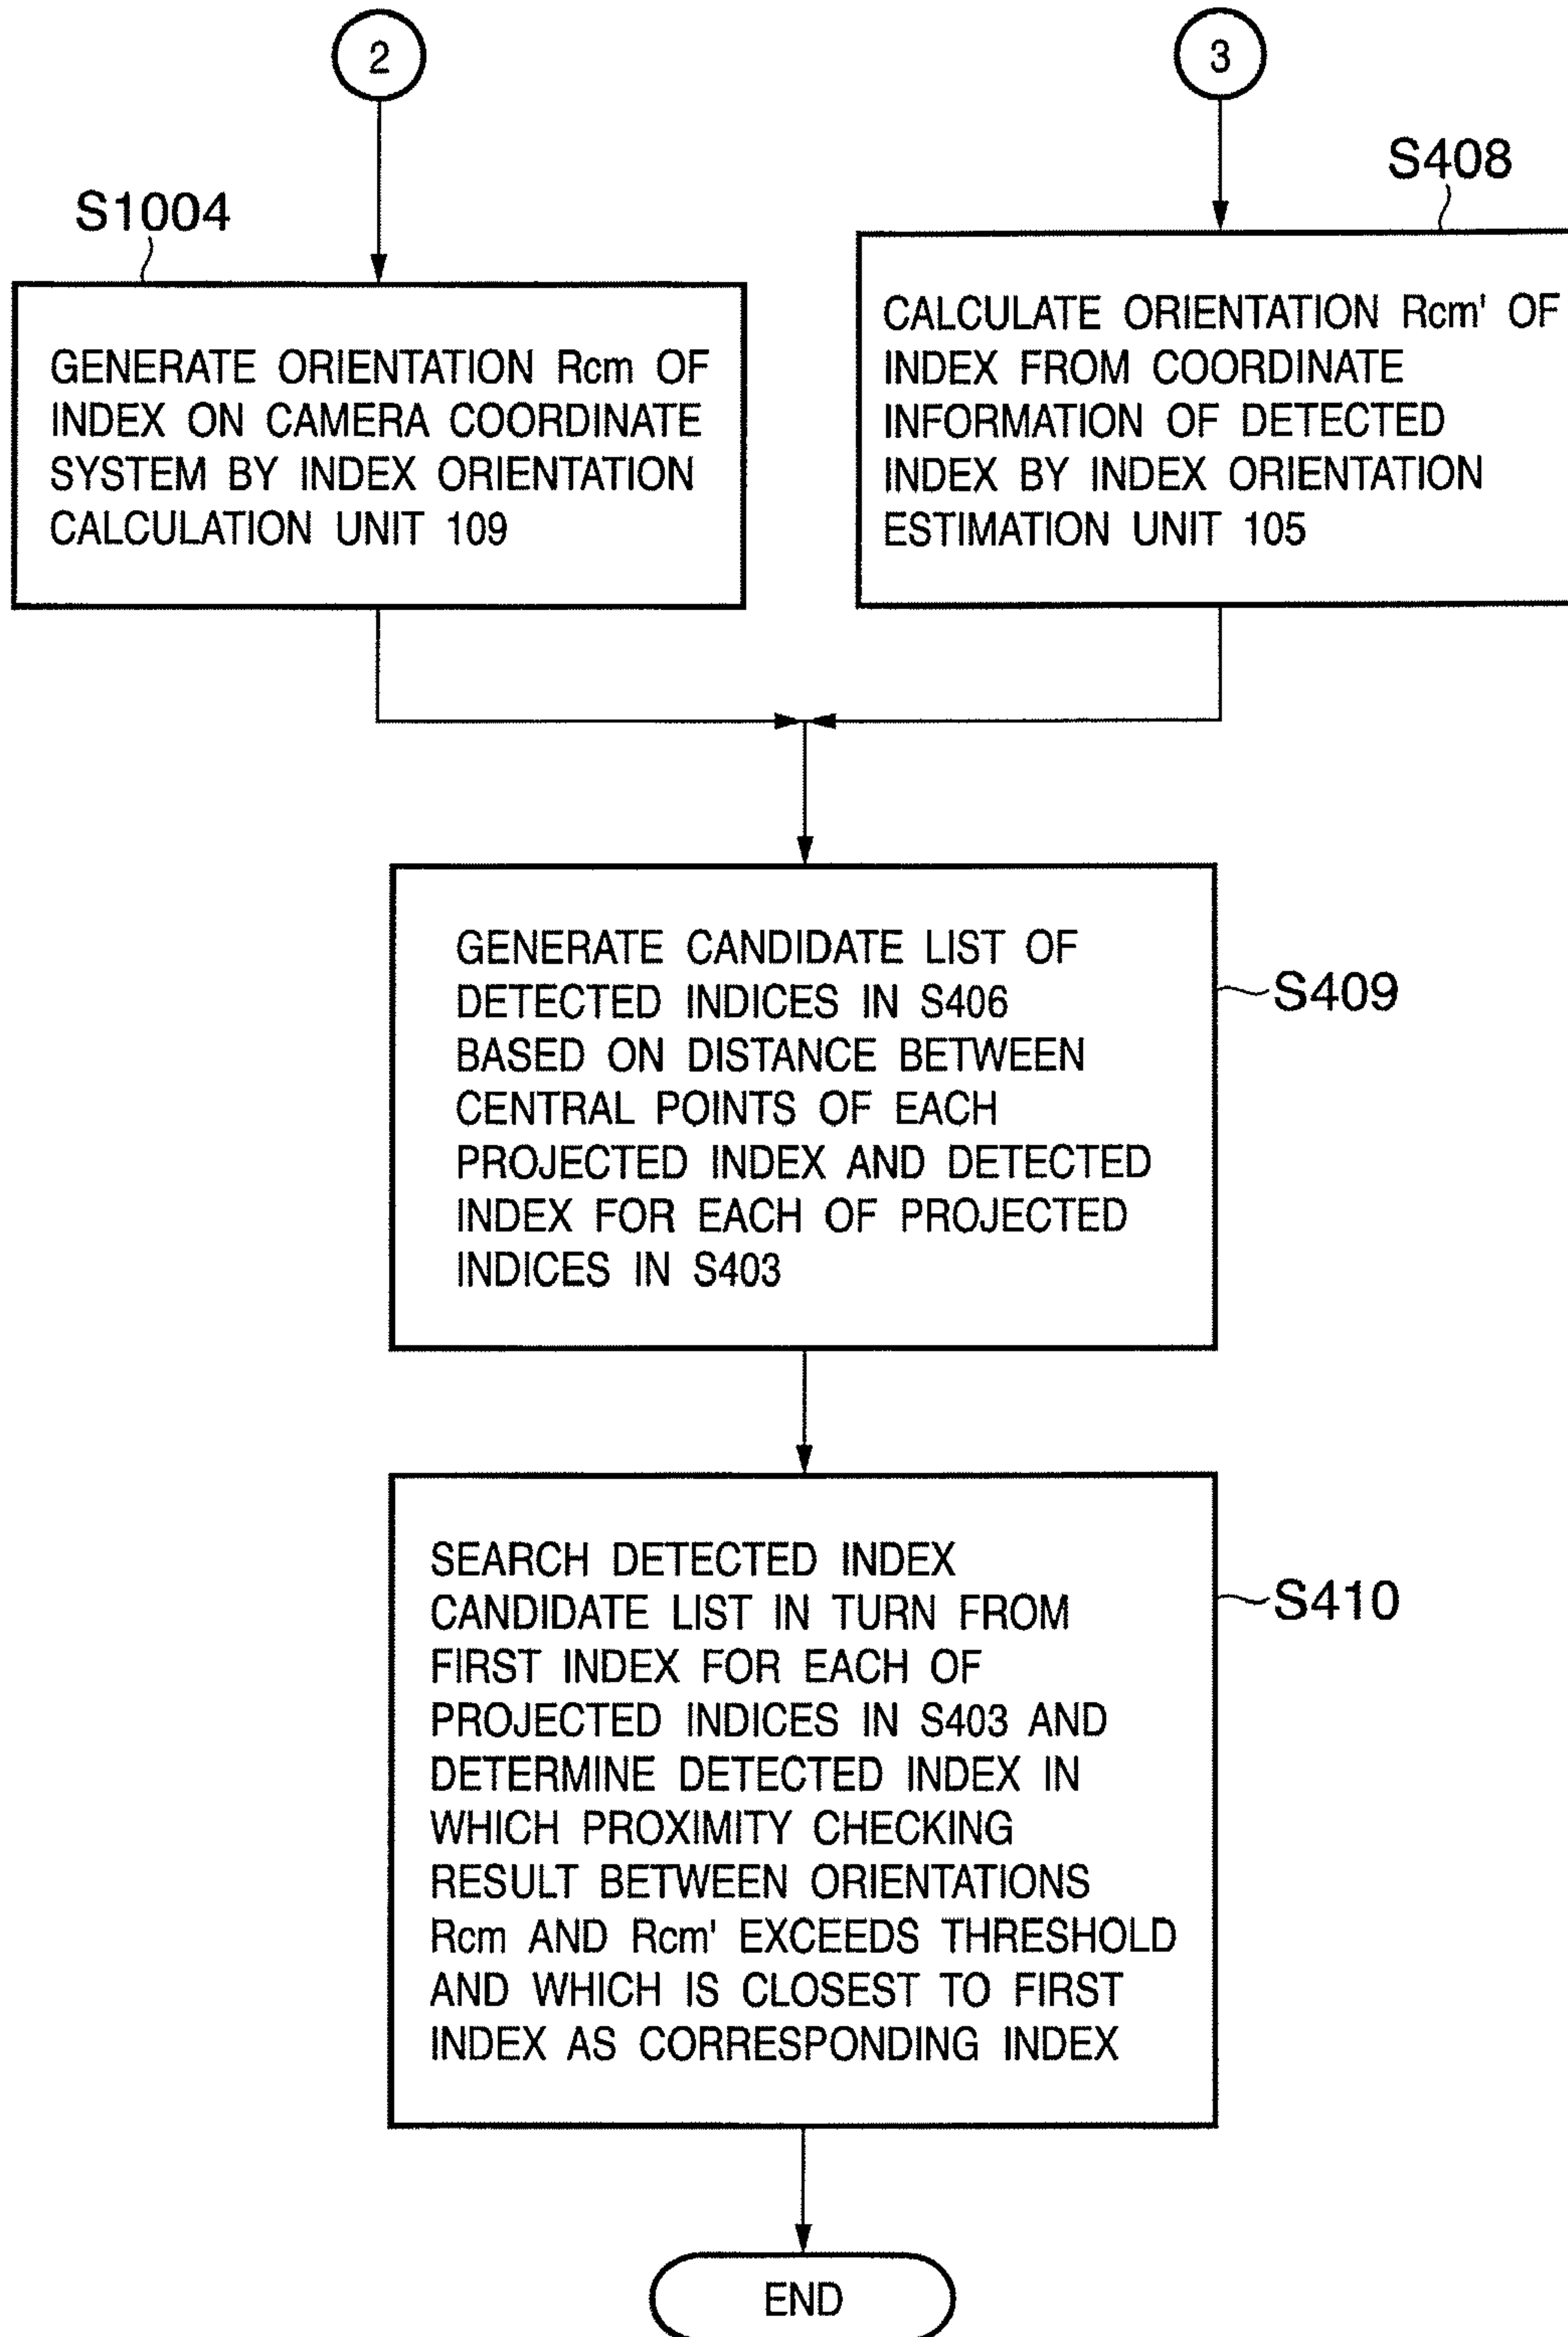 2
3
S1004
S408
GENERATE ORIENTATION Rcm OF
INDEX ON CAMERA COORDINATE
SYSTEM BY INDEX ORIENTATION
CALCULATION UNIT 109
CALCULATE ORIENTATION Rcm' OF
INDEX FROM COORDINATE
INFORMATION OF DETECTED
INDEX BY INDEX ORIENTATION
ESTIMATION UNIT 105
GENERATE CANDIDATE LIST OF
DETECTED INDICES IN S406
BASED ON DISTANCE BETWEEN
CENTRAL POINTS OF EACH
PROJECTED INDEX AND DETECTED
INDEX FOR EACH OF PROJECTED
INDICES IN S403
S409
SEARCH DETECTED INDEX
CANDIDATE LIST IN TURN FROM
FIRST INDEX FOR EACH OF
PROJECTED INDICES IN S403 AND
DETERMINE DETECTED INDEX IN
WHICH PROXIMITY CHECKING
RESULT BETWEEN ORIENTATIONS
Rcm AND Rcm' EXCEEDS THRESHOLD
AND WHICH IS CLOSEST TO FIRST
INDEX AS CORRESPONDING INDEX
S410
END